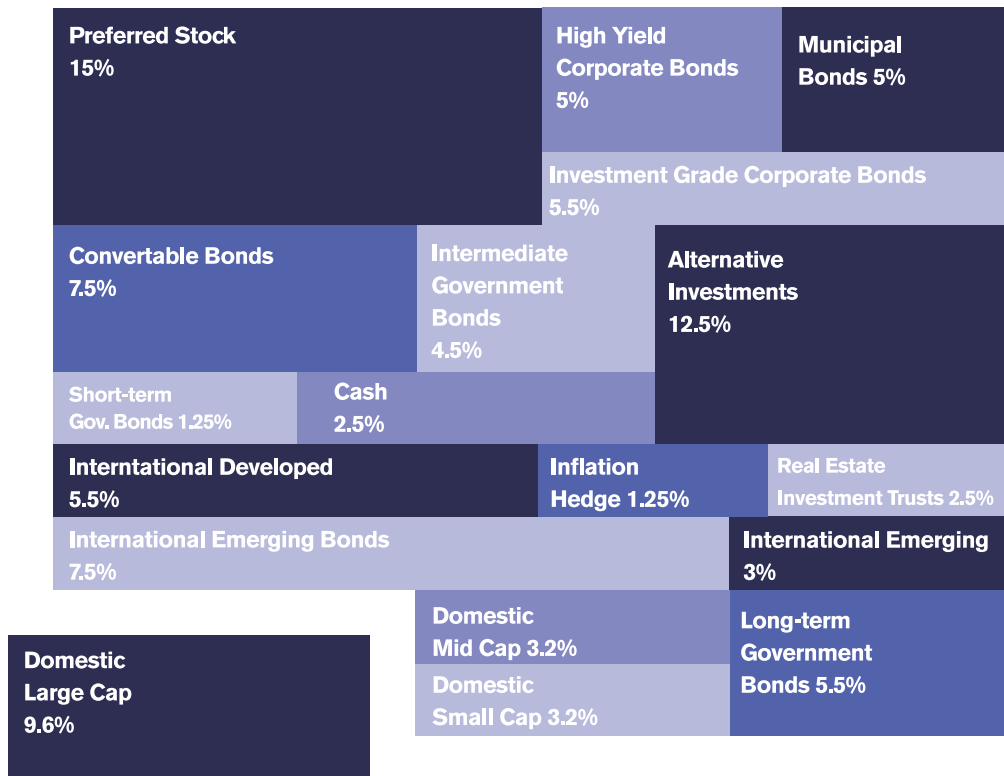 Preferred Stock
15%
High Yield
Corporate Bonds
5%
Municipal
Bonds 5%
Investment Grade Corporate Bonds
5.5%
Convertable Bonds
7.5%
Intermediate
Government
Bonds
4.5%
Alternative
Investments
12.5%
Short-term
Gov. Bonds 1.25%
Cash
2.5%
Interntational Developed
5.5%
Inflation
Hedge 1.25%
Real Estate
Investment Trusts 2.5%
International Emerging Bonds
7.5%
International Emerging
3%
Domestic
Mid Cap 3.2%
Long-term
Government
Bonds 5.5%
Domestic
Large Cap
9.6%
Domestic
Small Cap 3.2%